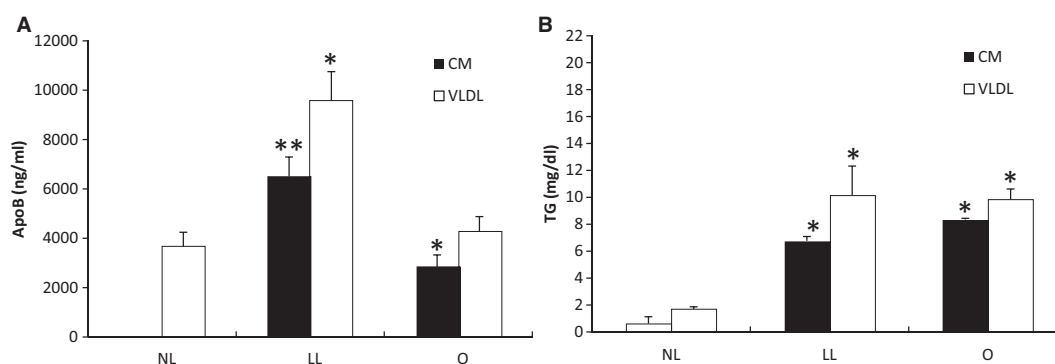 A
12000
10000
8000
6000
4000
2000
0
ApoB (ng/ml)
CM
VLDL
*
**
*
NL LL O
B
22
20
18
16
14
12
10
8
6
4
2
0
TG (mg/dl)
CM
VLDL
*
*
*
*
NL LL O